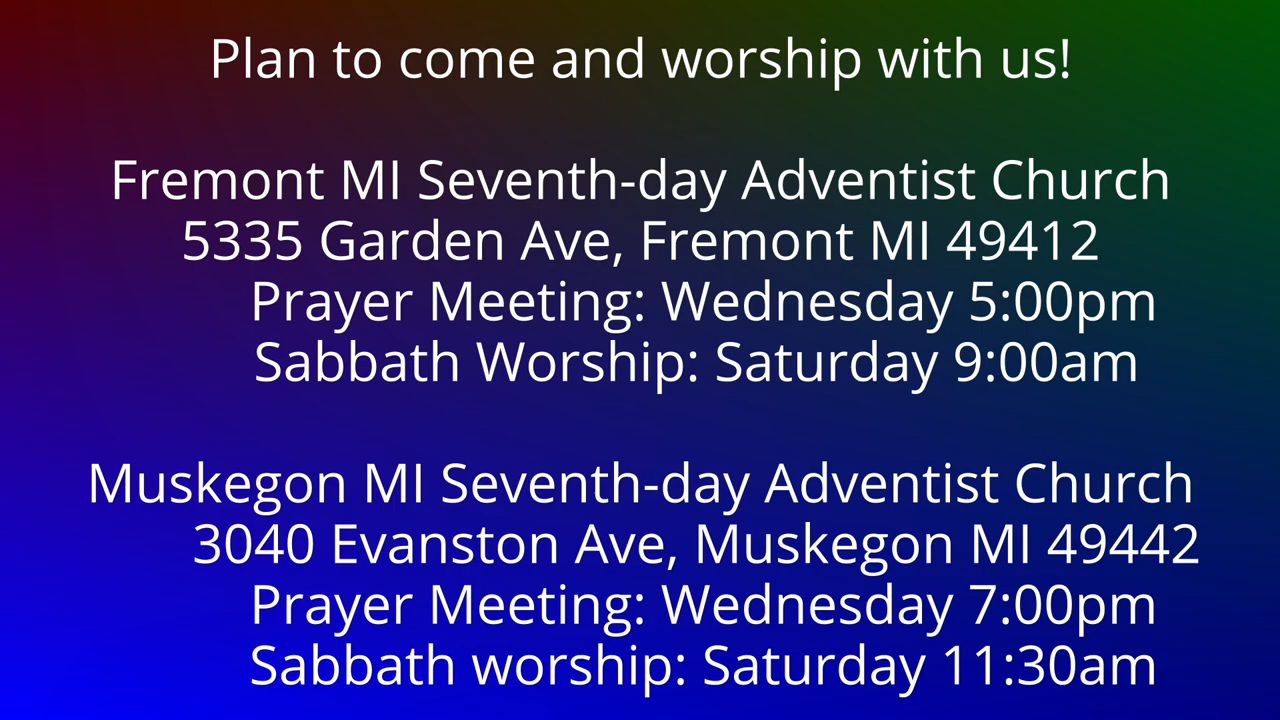 Plan to come and worship with us!
Fremont MI Seventh-day Adventist Church
5335 Garden Ave, Fremont MI 49412
Prayer Meeting: Wednesday 5:00pm
Sabbath Worship: Saturday 9:00am
Muskegon MI Seventh-day Adventist Church
3040 Evanston Ave, Muskegon MI 49442
Prayer Meeting: Wednesday 7:00pm
Sabbath worship: Saturday 11:30am